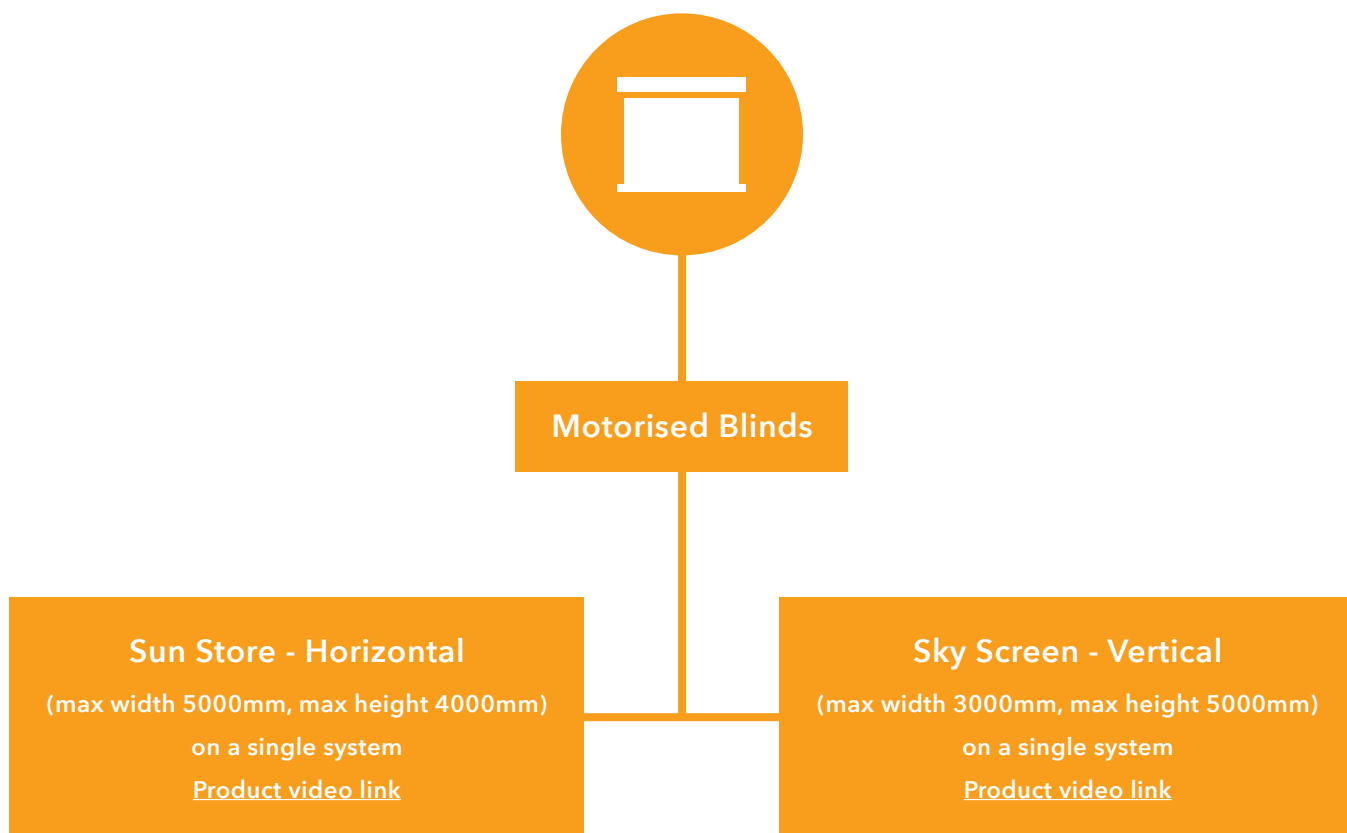 Motorised Blinds
Sun Store - Horizontal
(max width 5000mm, max height 4000mm)
on a single system
Product video link
Sky Screen - Vertical
(max width 3000mm, max height 5000mm)
on a single system
Product video link